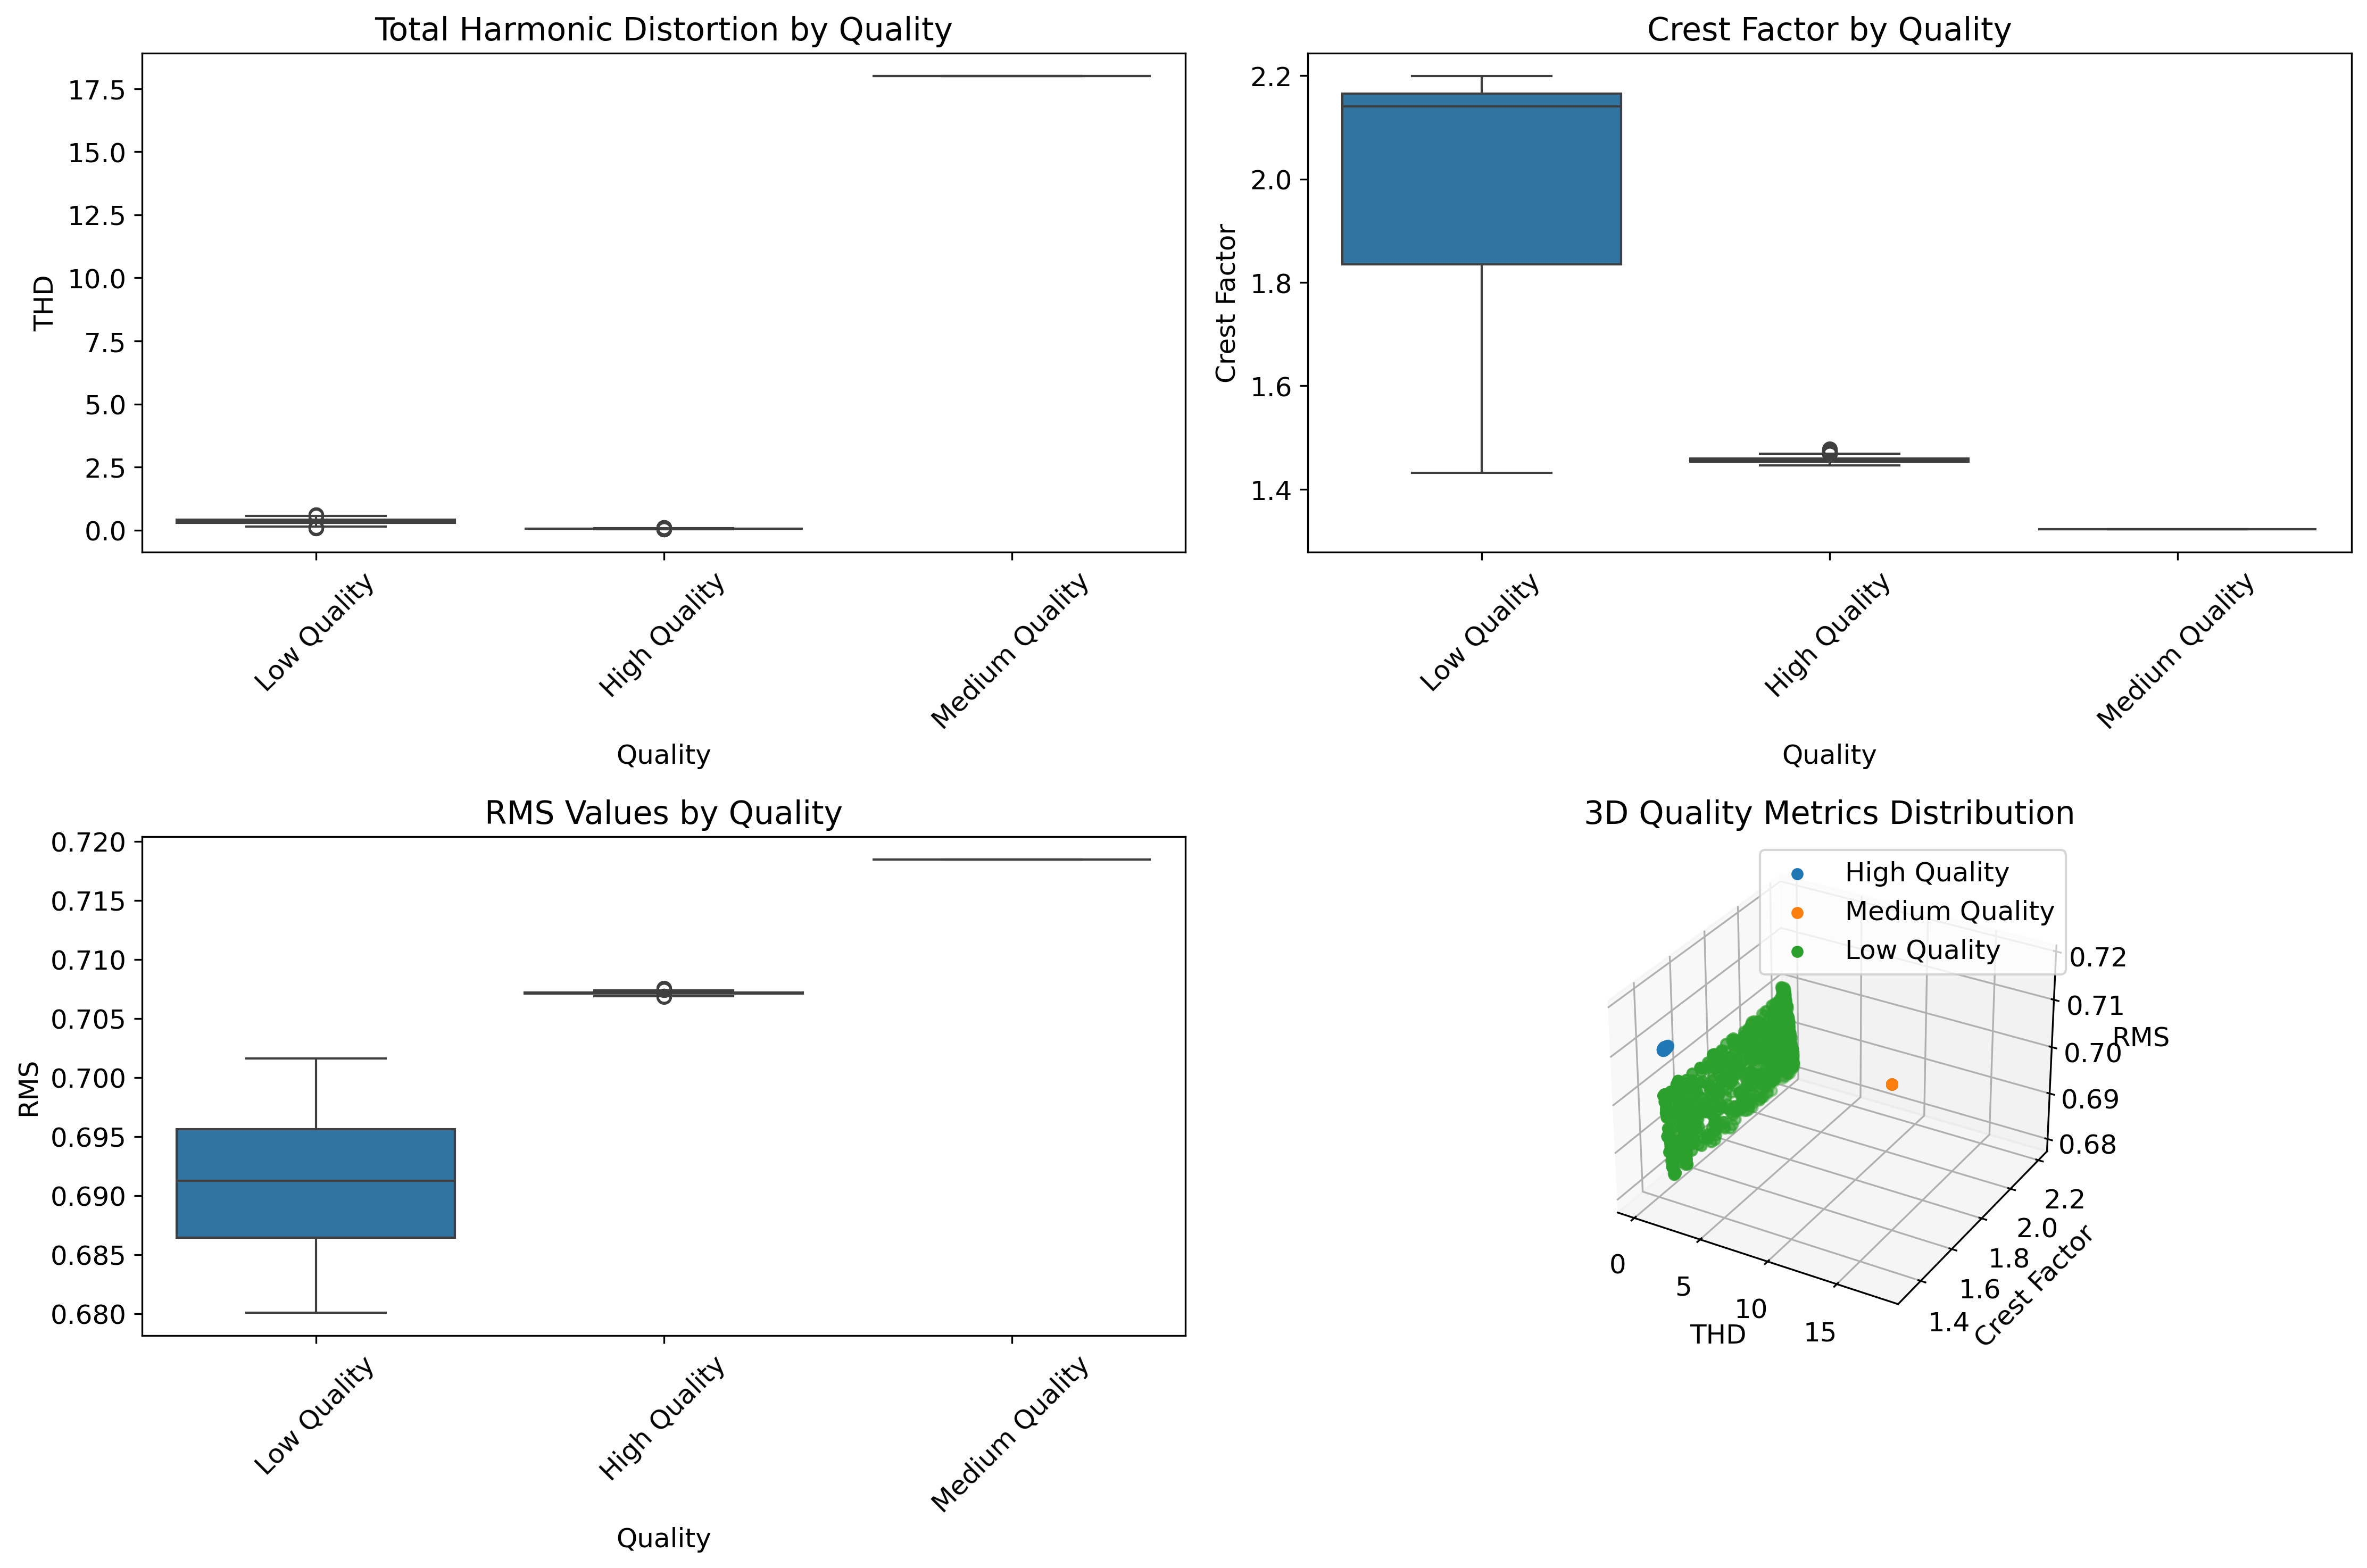 Total Harmonic Distortion by Quality
17.5
15.0
12.5
10.0
7.5
5.0
2.5
0.0
THD
Low Quality
High Quality
Medium Quality
Quality
Crest Factor by Quality
2.2
2.0
1.8
1.6
1.4
Crest Factor
Low Quality
High Quality
Medium Quality
Quality
RMS Values by Quality
0.720
0.715
0.710
0.705
0.700
0.695
0.690
0.685
0.680
RMS
Low Quality
High Quality
Medium Quality
Quality
3D Quality Metrics Distribution
High Quality
Medium Quality
Low Quality
0.72
0.71
0.70
0.69
0.68
RMS
2.2
2.0
1.8
1.6
1.4
Crest Factor
0
5
10
15
THD